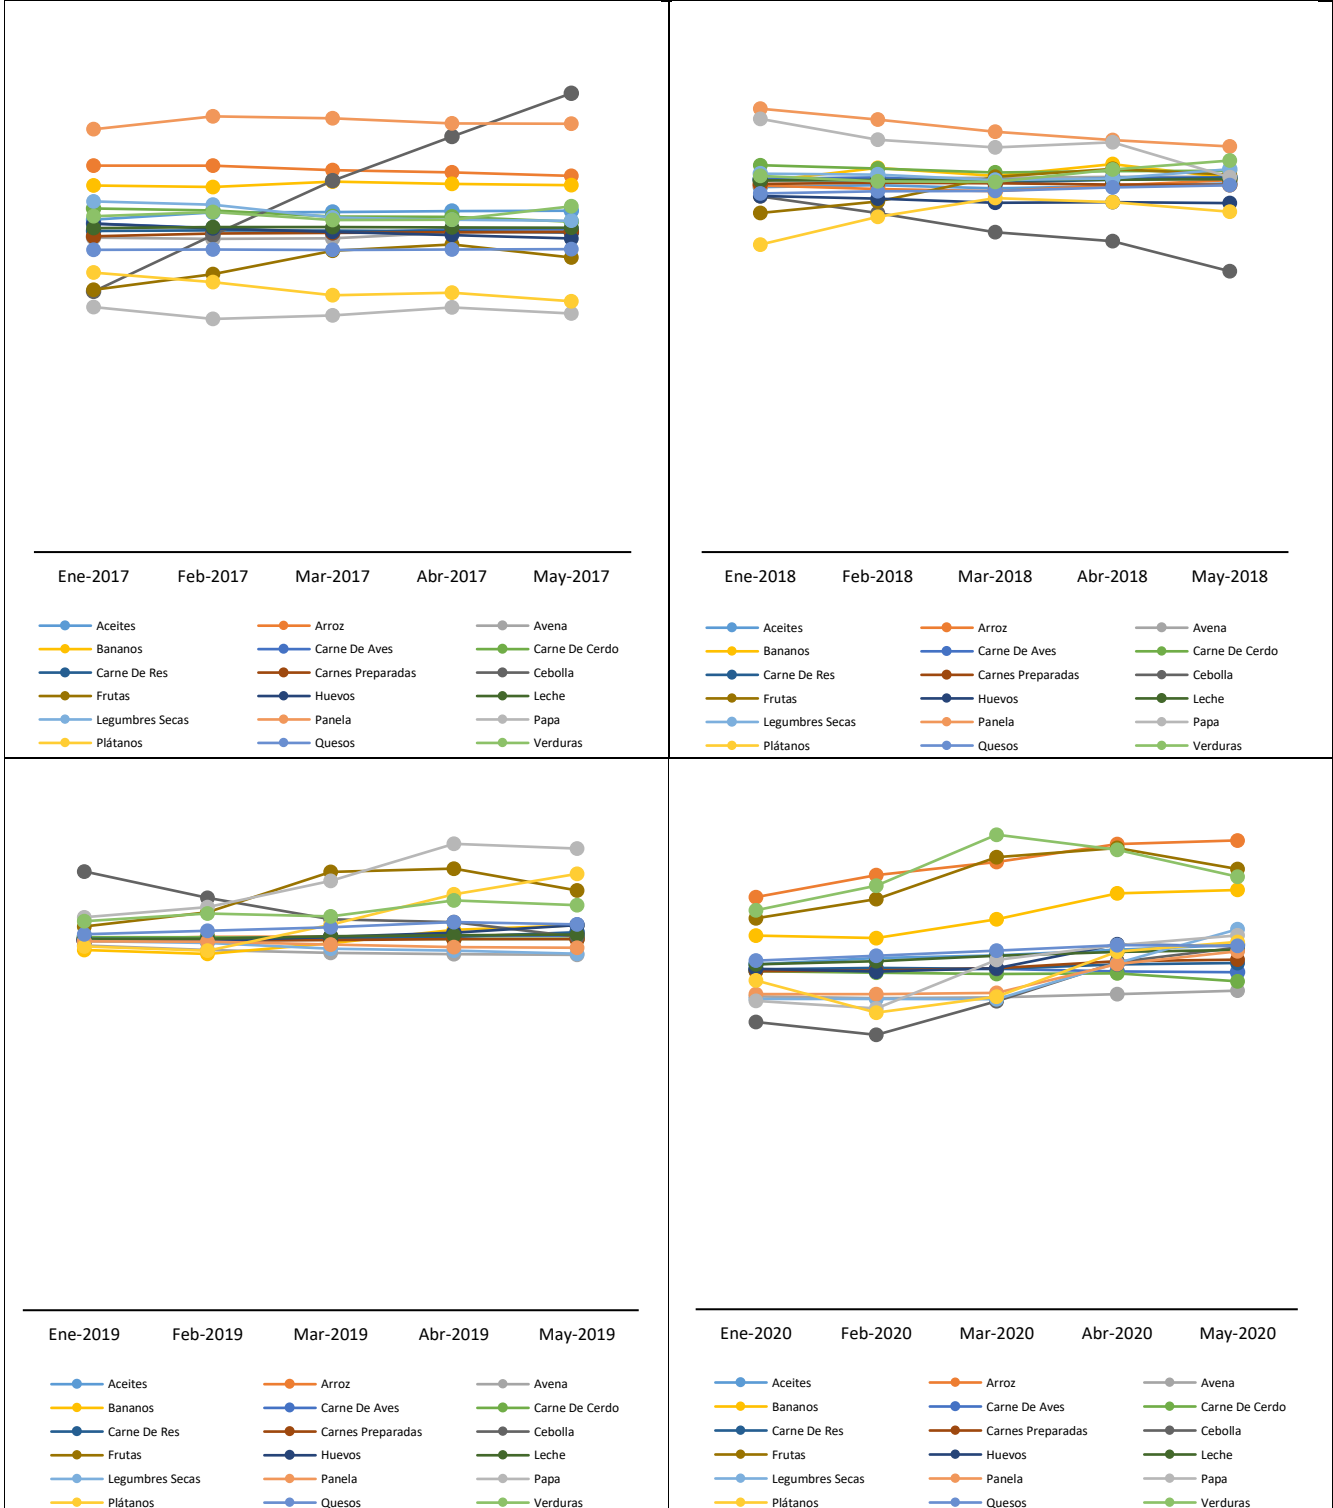 Ene-2017 Feb-2017 Mar-2017 Abr-2017 May-2017
Aceites Arroz Avena
Bananos Carne De Aves Carne De Cerdo
Carne De Res Carnes Preparadas Cebolla
Frutas Huevos Leche
Legumbres Secas Panela Papa
Plátanos Quesos Verduras
Ene-2018 Feb-2018 Mar-2018 Abr-2018 May-2018
Aceites Arroz Avena
Bananos Carne De Aves Carne De Cerdo
Carne De Res Carnes Preparadas Cebolla
Frutas Huevos Leche
Legumbres Secas Panela Papa
Plátanos Quesos Verduras
Ene-2019 Feb-2019 Mar-2019 Abr-2019 May-2019
Aceites Arroz Avena
Bananos Carne De Aves Carne De Cerdo
Carne De Res Carnes Preparadas Cebolla
Frutas Huevos Leche
Legumbres Secas Panela Papa
Plátanos Quesos Verduras
Ene-2020 Feb-2020 Mar-2020 Abr-2020 May-2020
Aceites Arroz Avena
Bananos Carne De Aves Carne De Cerdo
Carne De Res Carnes Preparadas Cebolla
Frutas Huevos Leche
Legumbres Secas Panela Papa
Plátanos Quesos Verduras